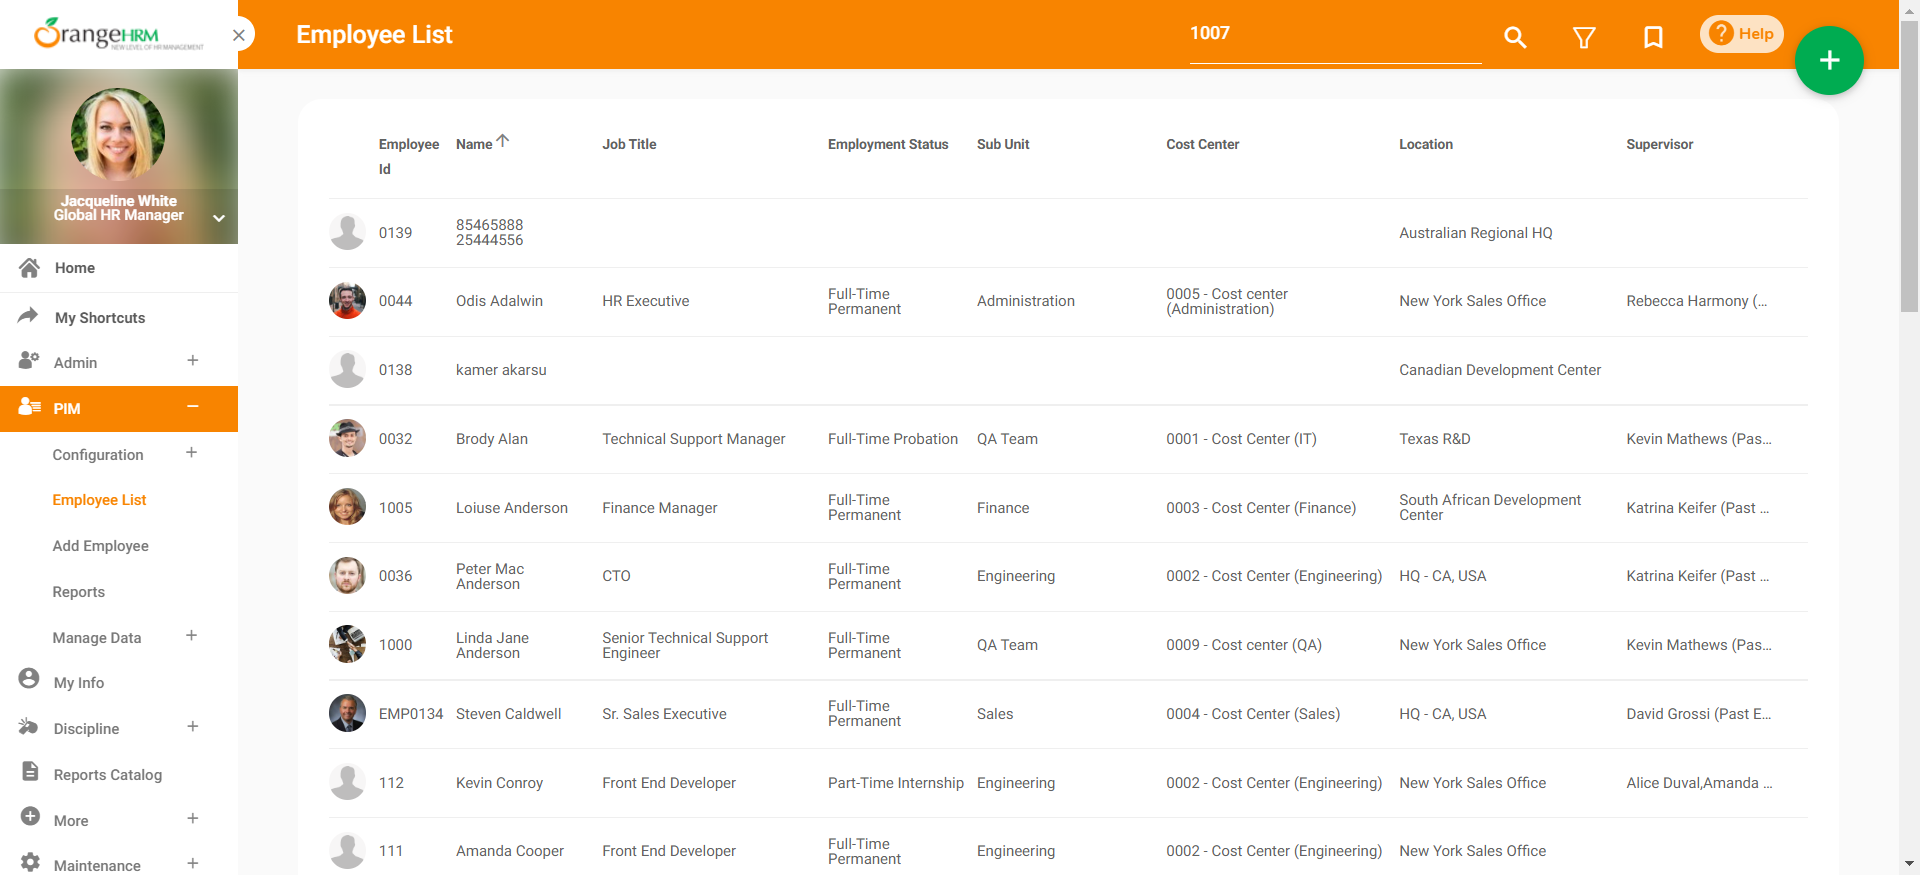 OrangeHRM
NEW LEVEL OF HR MANAGEMENT
Employee List
1007
Help
Jacqueline White
Global HR Manager
Home
My Shortcuts
Admin
PIM
Configuration
Employee List
Add Employee
Reports
Manage Data
My Info
Discipline
Reports Catalog
More
Maintenance
Employee Id Name Job Title Employment Status Sub Unit Cost Center Location Supervisor
0139 85465888 25444556 Australian Regional HQ
0044 Odis Adalwin HR Executive Full-Time Permanent Administration 0005 - Cost center (Administration) New York Sales Office Rebecca Harmony (...
0138 kamer akarsu Canadian Development Center
0032 Brody Alan Technical Support Manager Full-Time Probation QA Team 0001 - Cost Center (IT) Texas R&D Kevin Mathews (Pas...
1005 Loiuse Anderson Finance Manager Full-Time Permanent Finance 0003 - Cost Center (Finance) South African Development Center Katrina Keifer (Past ...
0036 Peter Mac Anderson CTO Full-Time Permanent Engineering 0002 - Cost Center (Engineering) HQ - CA, USA Katrina Keifer (Past ...
1000 Linda Jane Anderson Senior Technical Support Engineer Full-Time Permanent QA Team 0009 - Cost center (QA) New York Sales Office Kevin Mathews (Pas...
EMP0134 Steven Caldwell Sr. Sales Executive Full-Time Permanent Sales 0004 - Cost Center (Sales) HQ - CA, USA David Grossi (Past E...
112 Kevin Conroy Front End Developer Part-Time Internship Engineering 0002 - Cost Center (Engineering) New York Sales Office Alice Duval,Amanda ...
111 Amanda Cooper Front End Developer Full-Time Permanent Engineering 0002 - Cost Center (Engineering) New York Sales Office